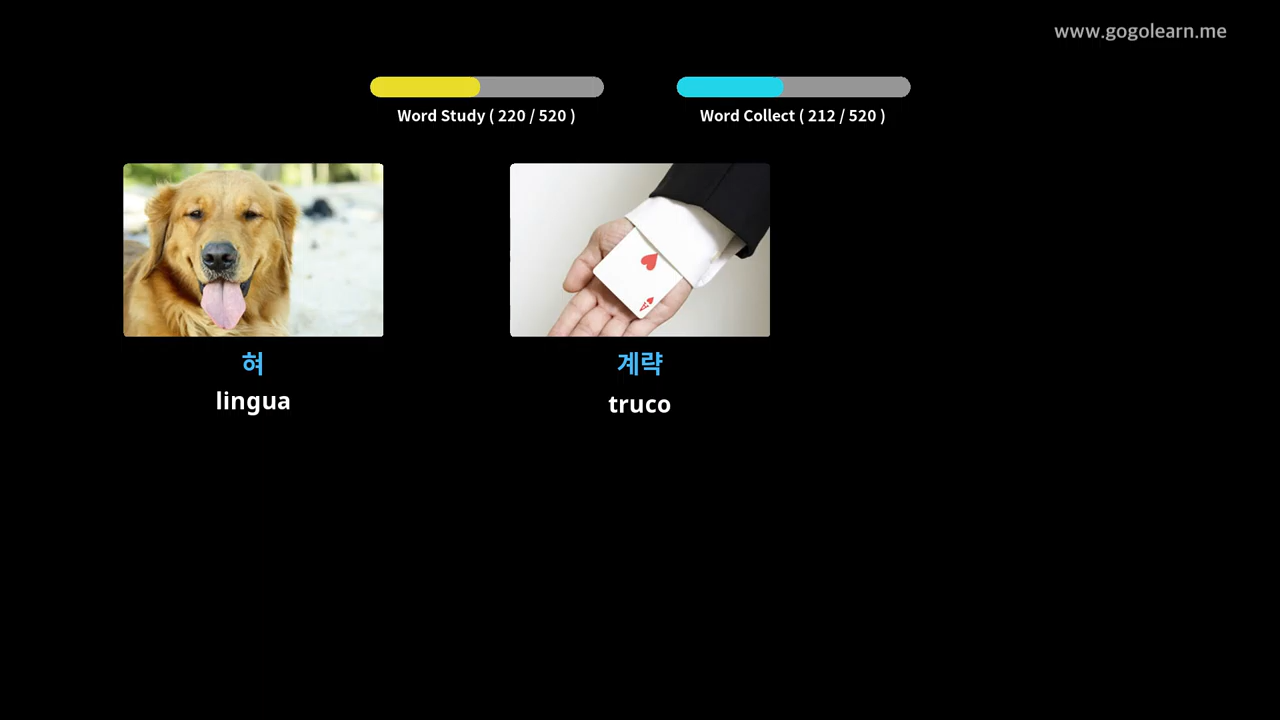 www.gogolearn.me
Word Study ( 220 / 520 )
Word Collect ( 212 / 520 )
혀
계략
lingua
truco